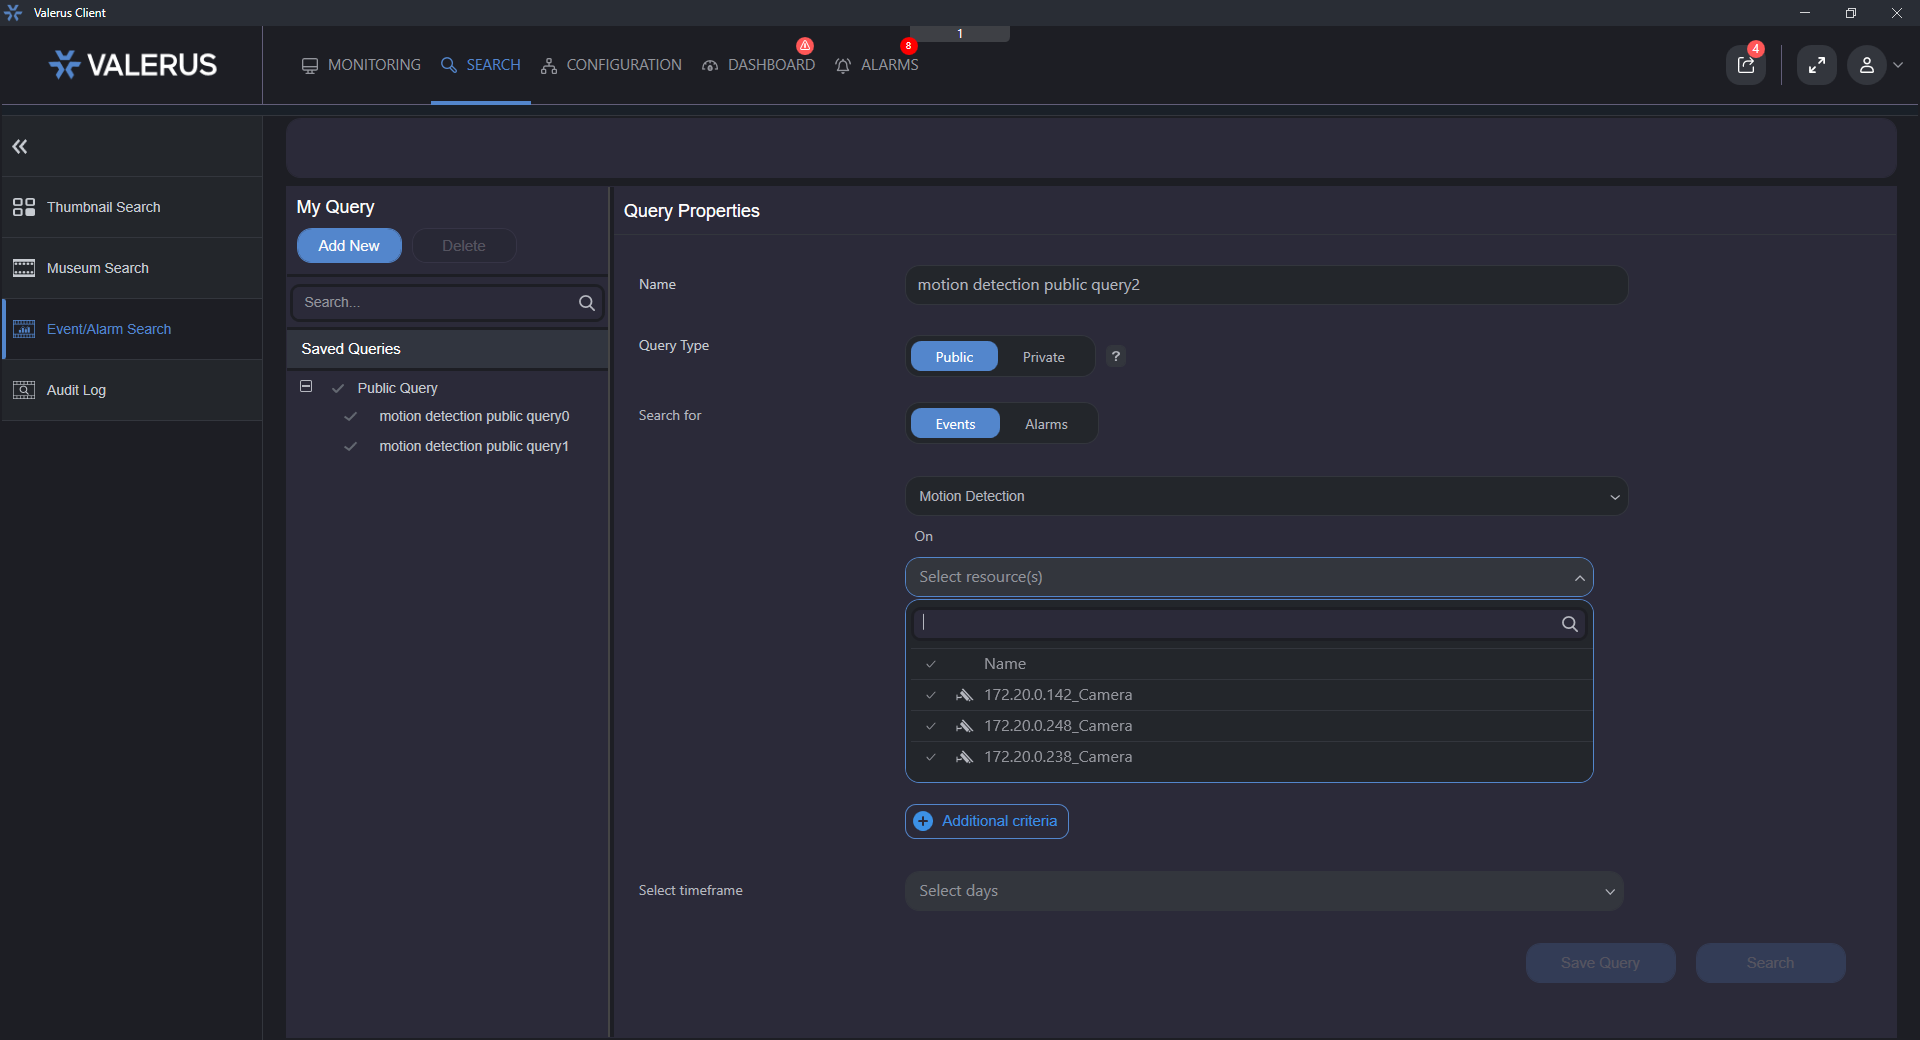 Valerus Client
1
VALERUS
MONITORING
SEARCH
CONFIGURATION
DASHBOARD
8
ALARMS
4
Thumbnail Search
Museum Search
Event/Alarm Search
Audit Log
My Query
Add New
Delete
Search...
Saved Queries
Public Query
motion detection public query0
motion detection public query1
Query Properties
Name
motion detection public query2
Query Type
Public
Private
?
Search for
Events
Alarms
Motion Detection
On
Select resource(s)
Name
172.20.0.142_Camera
172.20.0.248_Camera
172.20.0.238_Camera
Additional criteria
Select timeframe
Select days
Save Query
Search